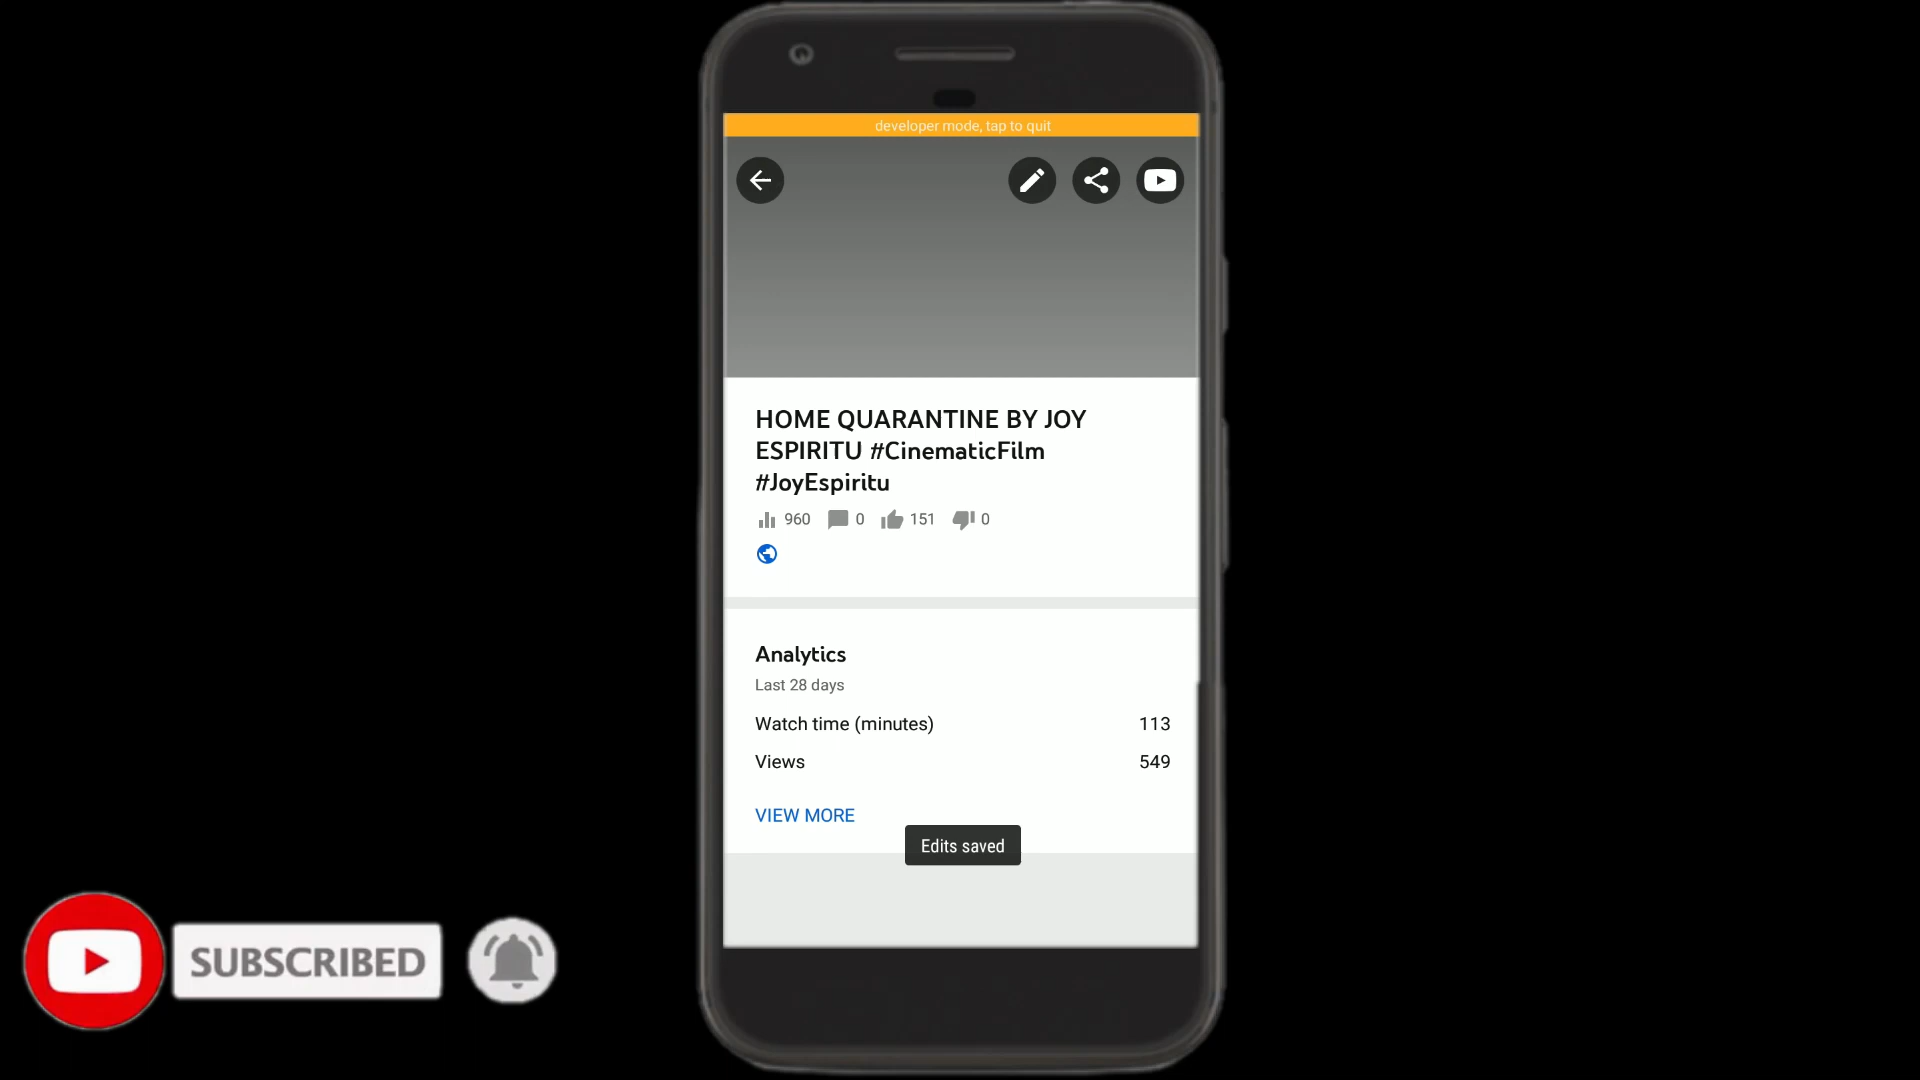 developer mode, tap to quit
HOME QUARANTINE BY JOY
ESPIRITU #CinematicFilm
#JoyEspiritu
960 0 151 0
Analytics
Last 28 days
Watch time (minutes) 113
Views 549
VIEW MORE
Edits saved
SUBSCRIBED